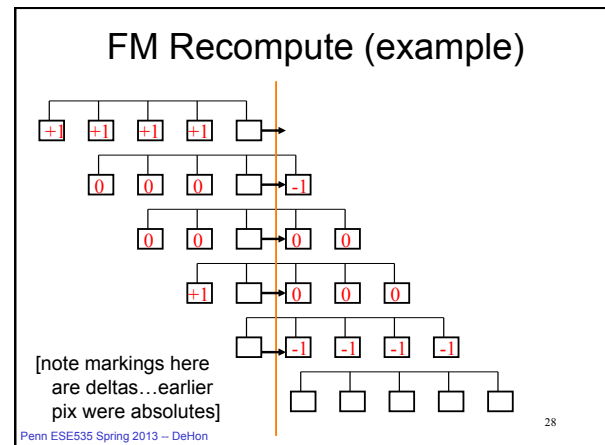 FM Recompute (example)
+1 +1 +1 +1
0 0 0 -1
0 0 0 0
+1 0 0 0
-1 -1 -1 -1
[note markings here
are deltas…earlier
pix were absolutes]
28
Penn ESE535 Spring 2013 -- DeHon